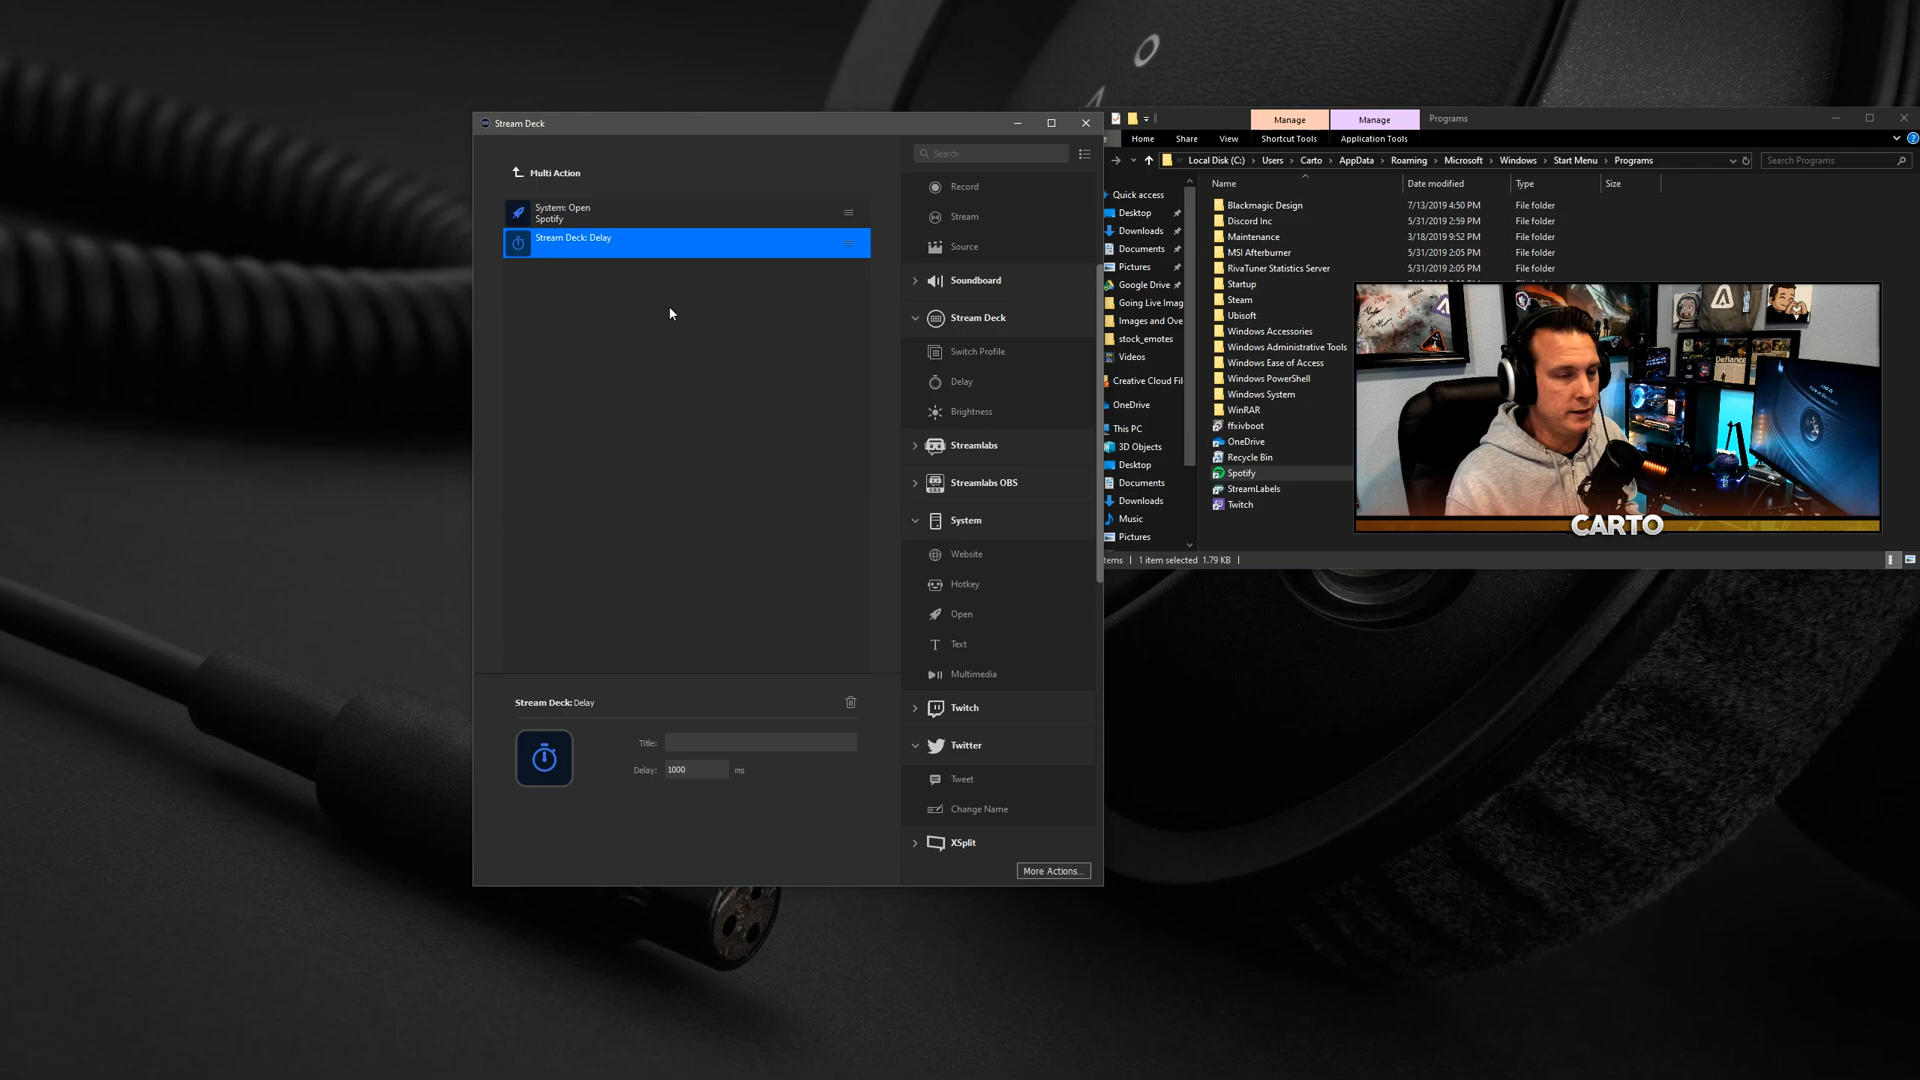 Stream Deck
Multi Action
System: Open
Spotify
Stream Deck: Delay
Stream Deck: Delay
Title:
Delay: 1000 ms
Search
Record
Stream
Source
Soundboard
Stream Deck
Switch Profile
Delay
Brightness
Streamlabs
Streamlabs OBS
System
Website
Hotkey
Open
Text
Multimedia
Twitch
Twitter
Tweet
Change Name
XSplit
More Actions...
Manage Manage Programs
Home Share View Shortcut Tools Application Tools
Local Disk (C:) Users Carto AppData Roaming Microsoft Windows Start Menu Programs
Search Programs
Quick access
Desktop
Downloads
Documents
Pictures
Google Drive
Going Live Imag
Images and Ove
stock_emotes
Videos
Creative Cloud Fil
OneDrive
This PC
3D Objects
Desktop
Documents
Downloads
Music
Pictures
Name Date modified Type Size
Blackmagic Design 7/13/2019 4:50 PM File folder
Discord Inc 5/31/2019 2:59 PM File folder
Maintenance 3/18/2019 9:52 PM File folder
MSI Afterburner 5/31/2019 2:05 PM File folder
RivaTuner Statistics Server 5/31/2019 2:05 PM File folder
Startup
Steam
Ubisoft
Windows Accessories
Windows Administrative Tools
Windows Ease of Access
Windows PowerShell
Windows System
WinRAR
ffxivboot
OneDrive
Recycle Bin
Spotify
StreamLabels
Twitch
tems 1 item selected 1.79 KB
Defiance
CARTO